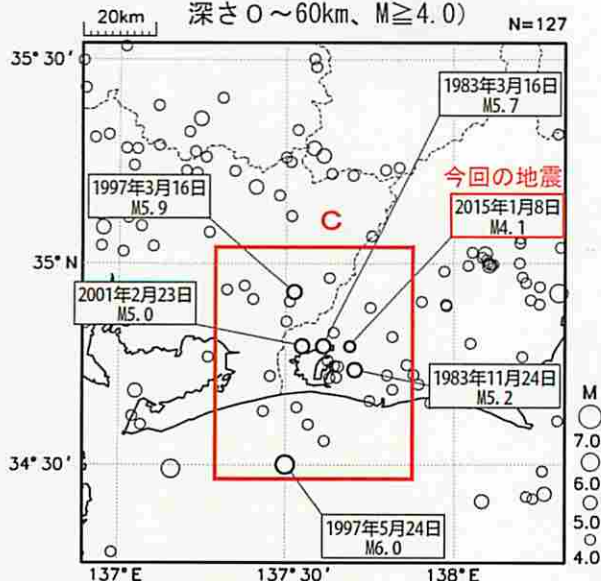 深さ0~60km、M≧4.0)
20km
N=127
35°30'
1983年3月16日
M5.7
今回の地震
1997年3月16日
M5.9
2015年1月8日
M4.1
C
35°N
2001年2月23日
M5.0
1983年11月24日
M5.2
34°30'
1997年5月24日
M6.0
M
7.0
6.0
5.0
4.0
137°E
137°30'
138°E